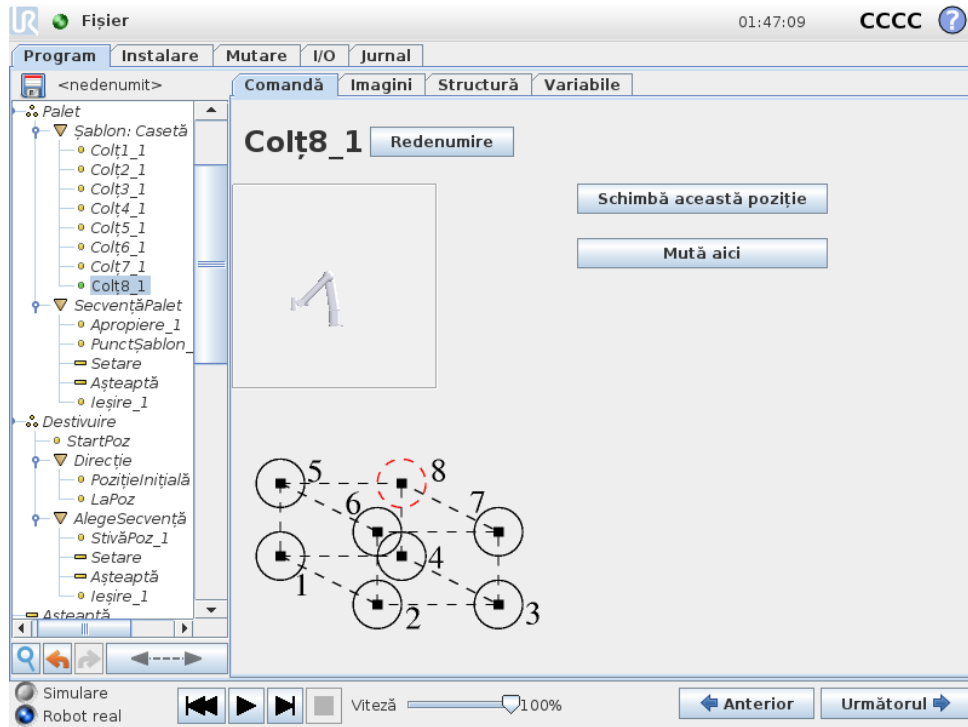 Fișier 01:47:09 CCCC ?
Program Instalare Mutare I/O Jurnal
<nedenumit> Comandă Imagini Structură Variabile
Palet
Șablon: Casetă
Colț1_1
Colț2_1
Colț3_1
Colț4_1
Colț5_1
Colț6_1
Colț7_1
Colț8_1
SecvențăPalet
Apropiere_1
PunctȘablon_
Setare
Așteaptă
Ieșire_1
Destivuire
StartPoz
Direcție
PozițieInițială
LaPoz
AlegeSecvență
StivăPoz_1
Setare
Așteaptă
Ieșire_1
Așteaptă
Colț8_1 Redenumire
Schimbă această poziție
Mută aici
5 8
6 7
1 4
2 3
Simulare
Robot real
Viteză 100%
Anterior Următorul